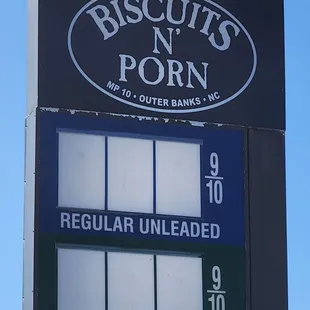 BISCUITS
N'
PORN
MP 10 • OUTER BANKS • NC
9/10
REGULAR UNLEADED
9/10